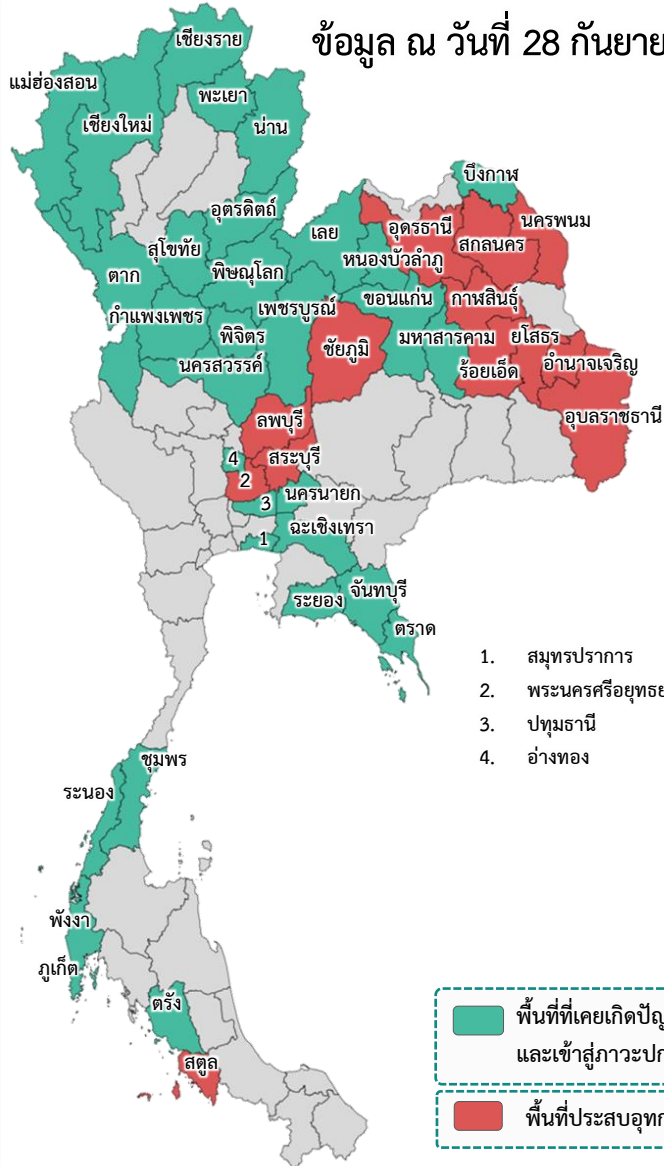 ข้อมูล ณ วันที่ 28 กันยาย
เชียงราย
แม่ฮ่องสอน
พะเยา
เชียงใหม่
น่าน
บึงกาฬ
อุตรดิตถ์
เลย
อุดรธานี
นครพนม
สุโขทัย
สกลนคร
หนองบัวลำภู
ตาก
พิษณุโลก
ขอนแก่น
กาฬสินธุ์
เพชรบูรณ์
กำแพงเพชร
พิจิตร
มหาสารคาม
ยโสธร
ชัยภูมิ
นครสวรรค์
ร้อยเอ็ด
อำนาจเจริญ
ลพบุรี
อุบลราชธานี
4
สระบุรี
2
นครนายก
3
ฉะเชิงเทรา
1
ระยอง
จันทบุรี
ตราด
1. สมุทรปราการ
2. พระนครศรีอยุทธย
3. ปทุมธานี
4. อ่างทอง
ชุมพร
ระนอง
พังงา
ภูเก็ต
ตรัง
สตูล
พื้นที่ที่เคยเกิดปัญ
และเข้าสู่ภาวะปก
พื้นที่ประสบอุทก